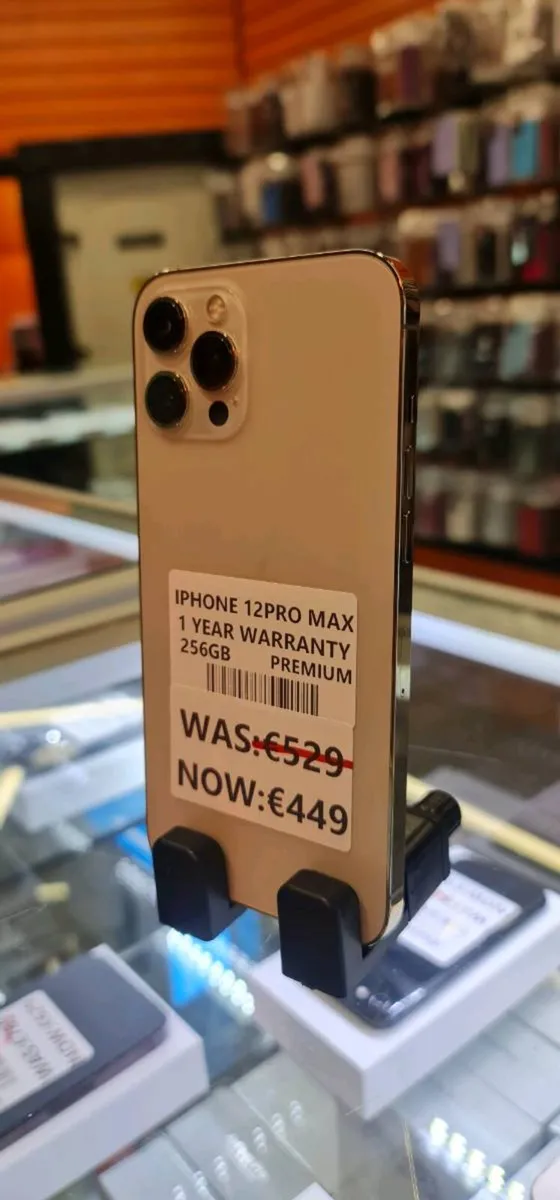 IPHONE 12PRO MAX
1 YEAR WARRANTY
256GB PREMIUM
WAS:€529
NOW:€449